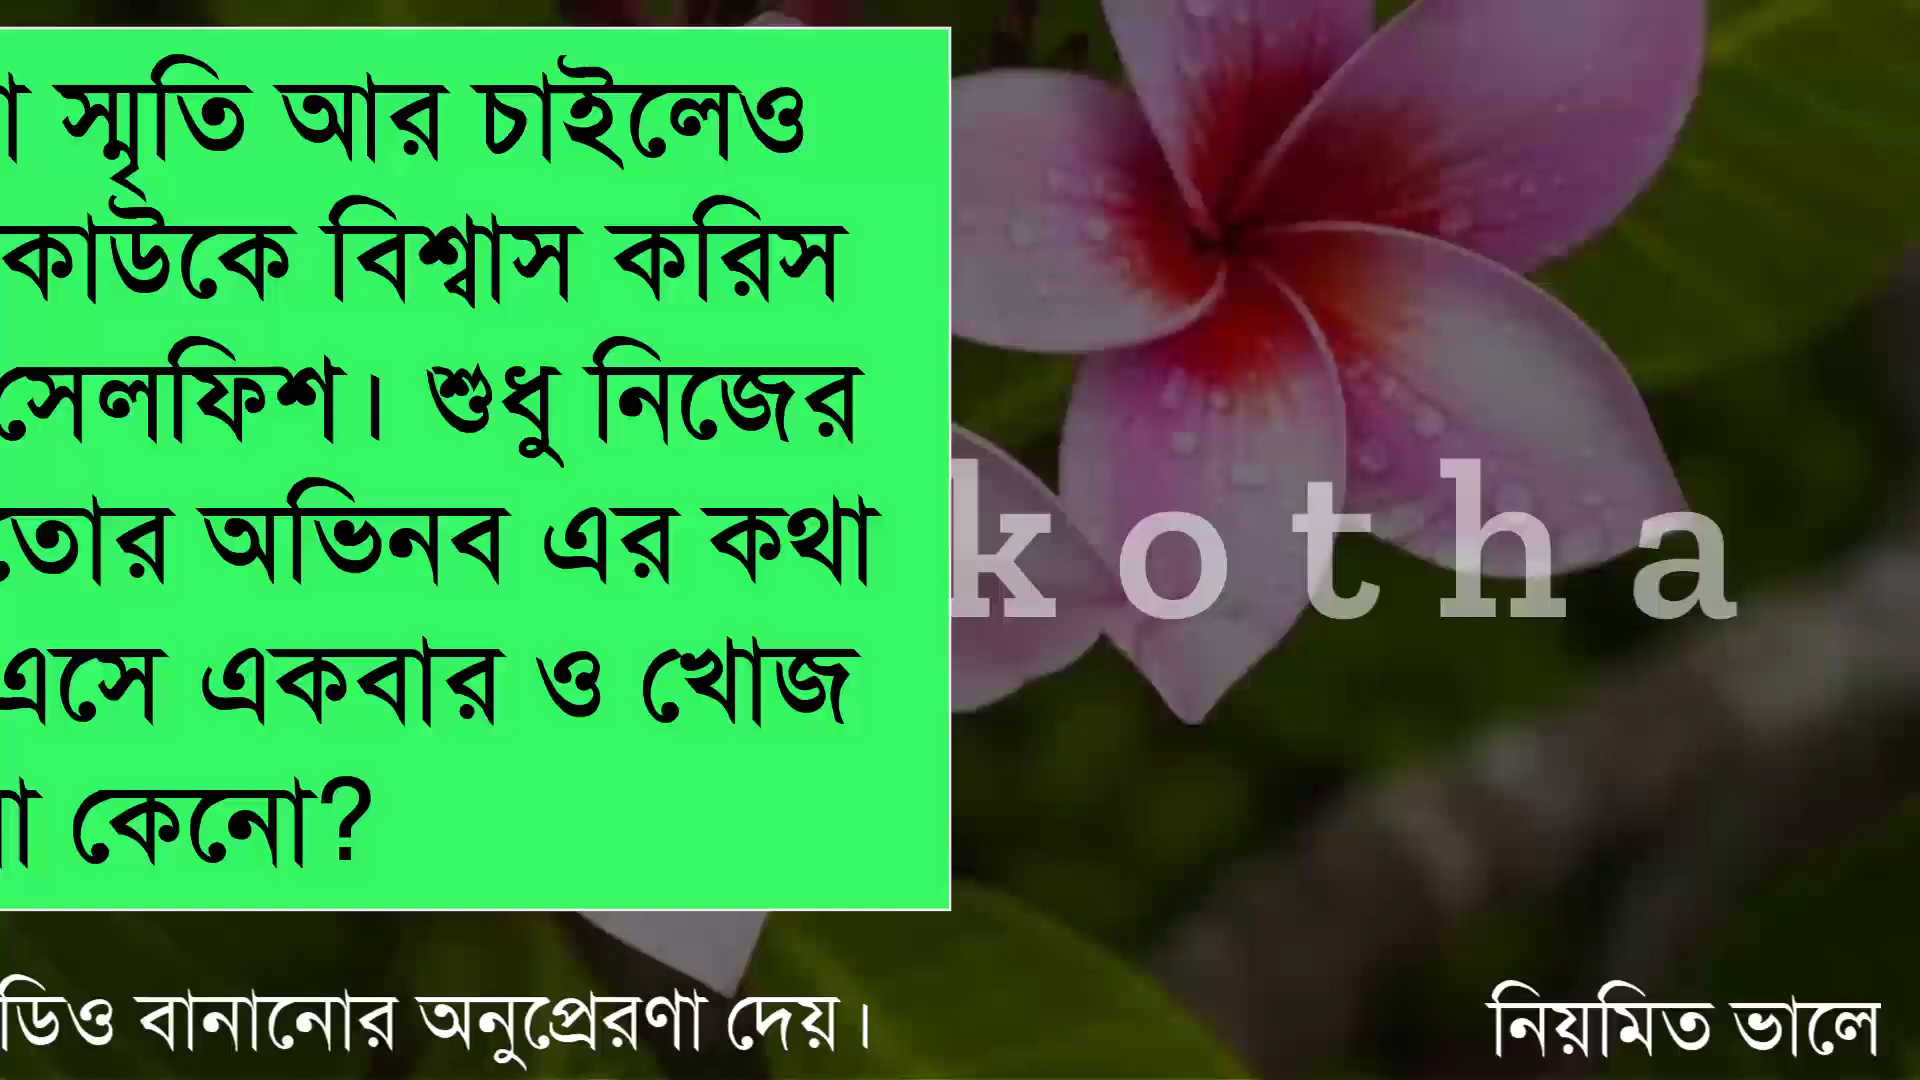 স্মৃতি আর চাইলেও
কাউকে বিশ্বাস করিস
সেলফিশ। শুধু নিজের
তোর অভিনব এর কথা
এসে একবার ও খোজ
কেনো?
kotha
ডিও বানানোর অনুপ্রেরণা দেয়।
নিয়মিত ভালে